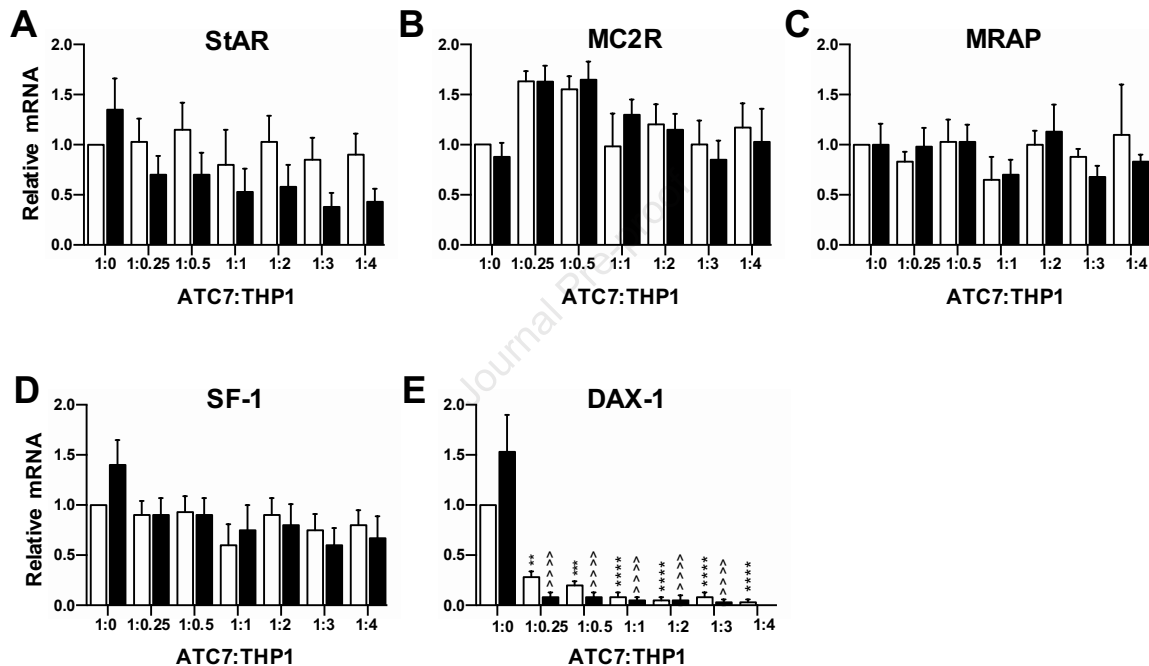 A
StAR
Relative mRNA
2.0
1.5
1.0
0.5
0.0
1:0 1:0.25 1:0.5 1:1 1:2 1:3 1:4
ATC7:THP1
B
MC2R
2.0
1.5
1.0
0.5
0.0
1:0 1:0.25 1:0.5 1:1 1:2 1:3 1:4
ATC7:THP1
C
MRAP
2.0
1.5
1.0
0.5
0.0
1:0 1:0.25 1:0.5 1:1 1:2 1:3 1:4
ATC7:THP1
Journal Pre-proof
D
SF-1
Relative mRNA
2.0
1.5
1.0
0.5
0.0
1:0 1:0.25 1:0.5 1:1 1:2 1:3 1:4
ATC7:THP1
E
DAX-1
2.0
1.5
1.0
0.5
0.0
** ^^^^ *** ^^^^ **** ^^^^ **** ^^^^ **** ^^^^ ****
1:0 1:0.25 1:0.5 1:1 1:2 1:3 1:4
ATC7:THP1